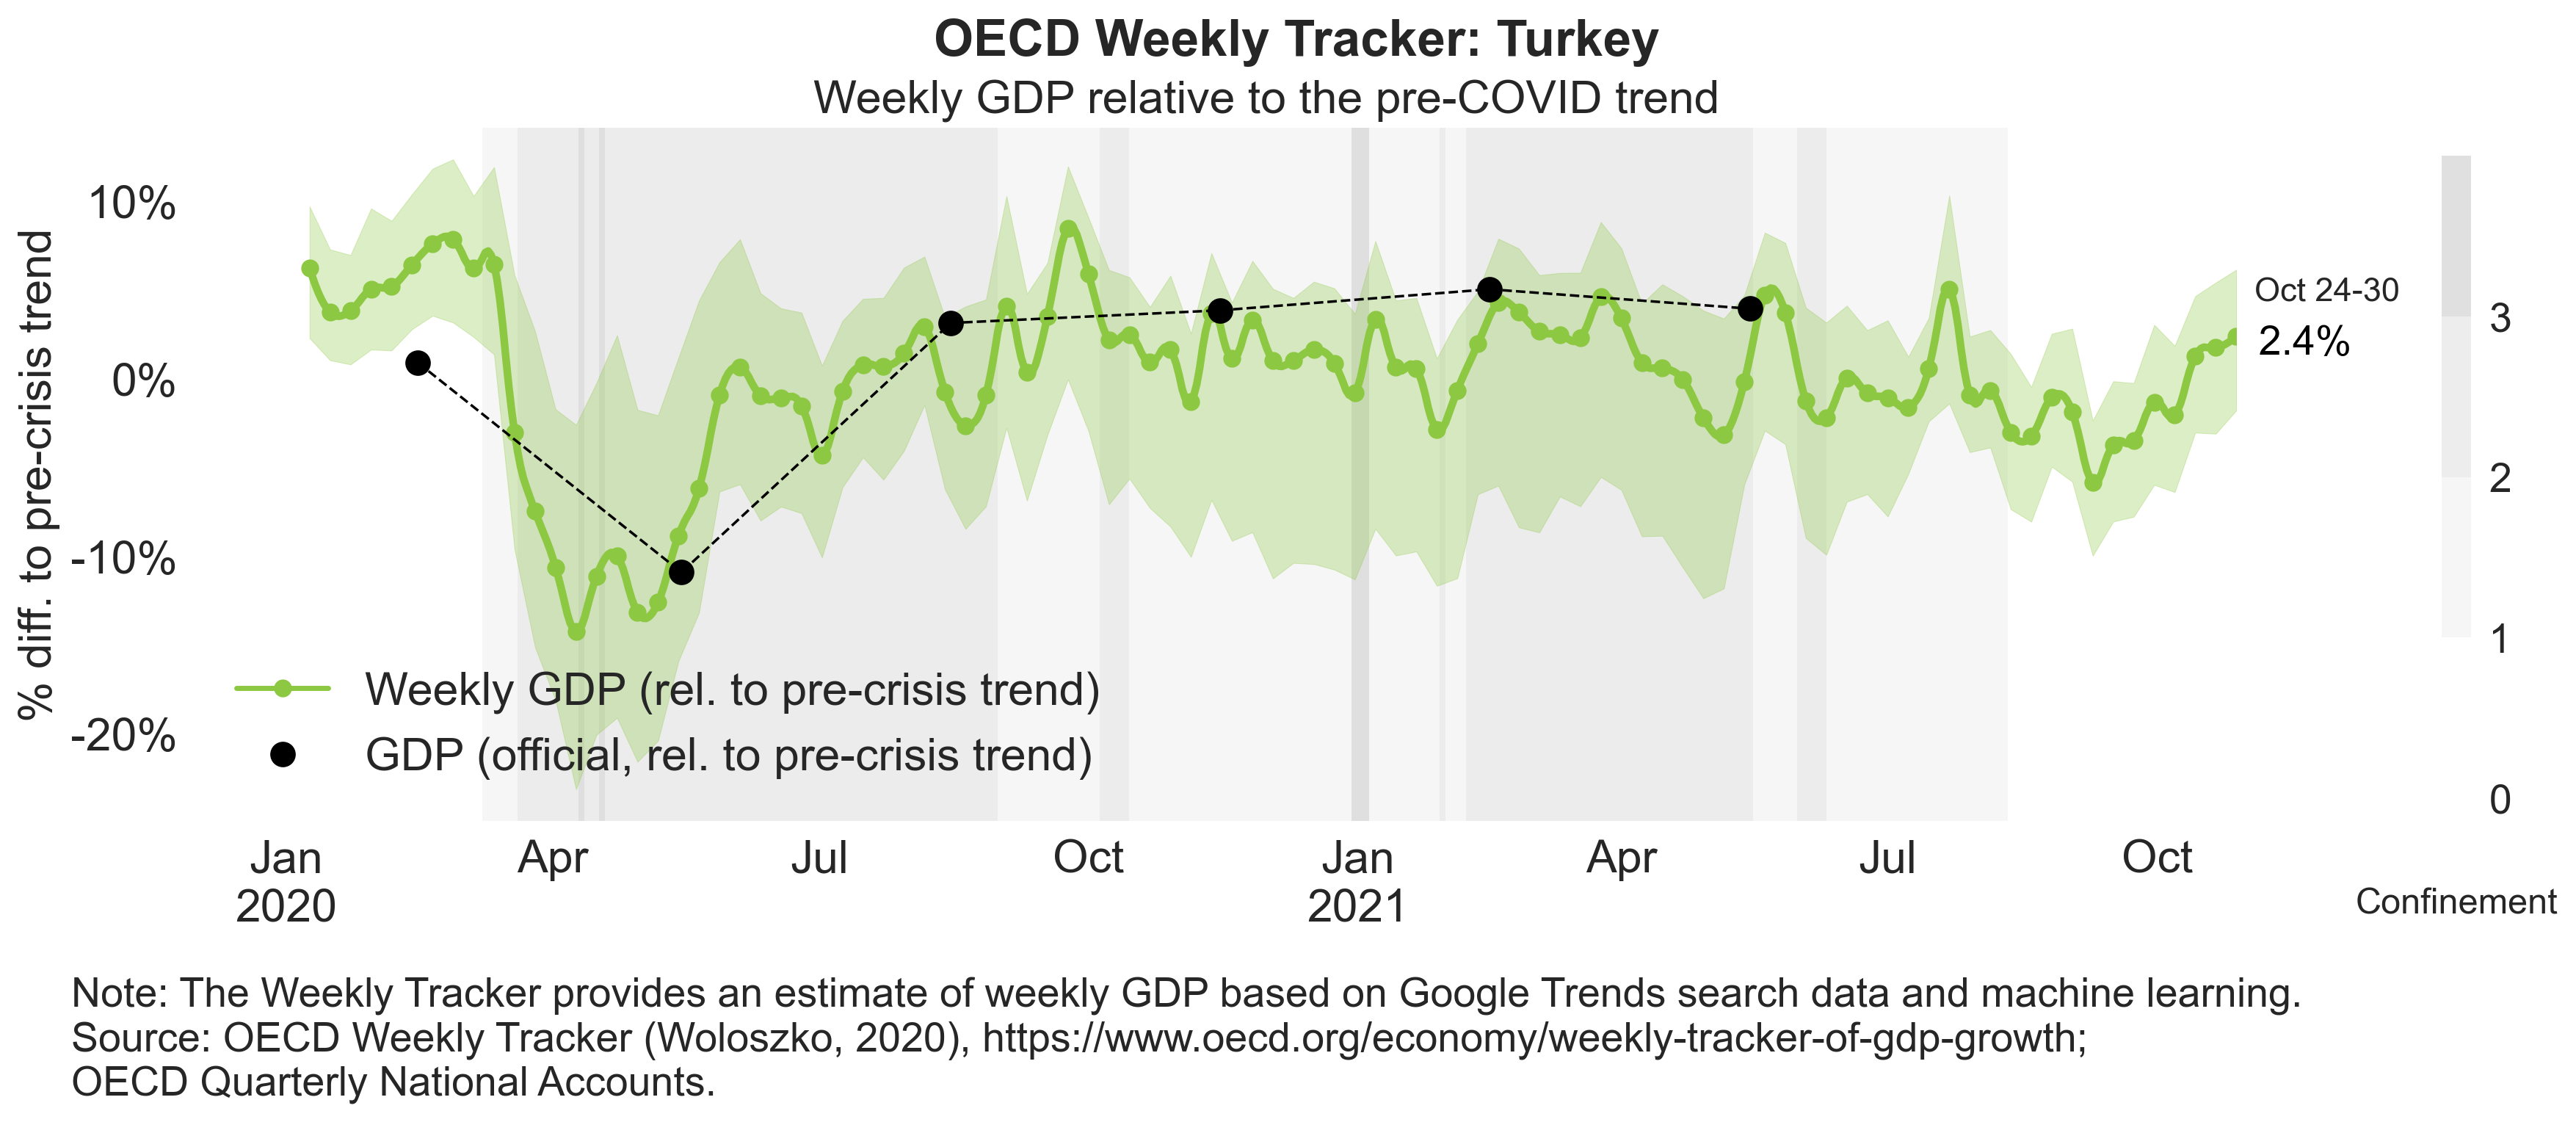 OECD Weekly Tracker: Turkey
Weekly GDP relative to the pre-COVID trend
% diff. to pre-crisis trend
10%
0%
-10%
-20%
Oct 24-30
2.4%
3
2
1
0
Weekly GDP (rel. to pre-crisis trend)
GDP (official, rel. to pre-crisis trend)
Jan Apr Jul Oct Jan Apr Jul Oct
2020 2021
Confinement
Note: The Weekly Tracker provides an estimate of weekly GDP based on Google Trends search data and machine learning.
Source: OECD Weekly Tracker (Woloszko, 2020), https://www.oecd.org/economy/weekly-tracker-of-gdp-growth;
OECD Quarterly National Accounts.